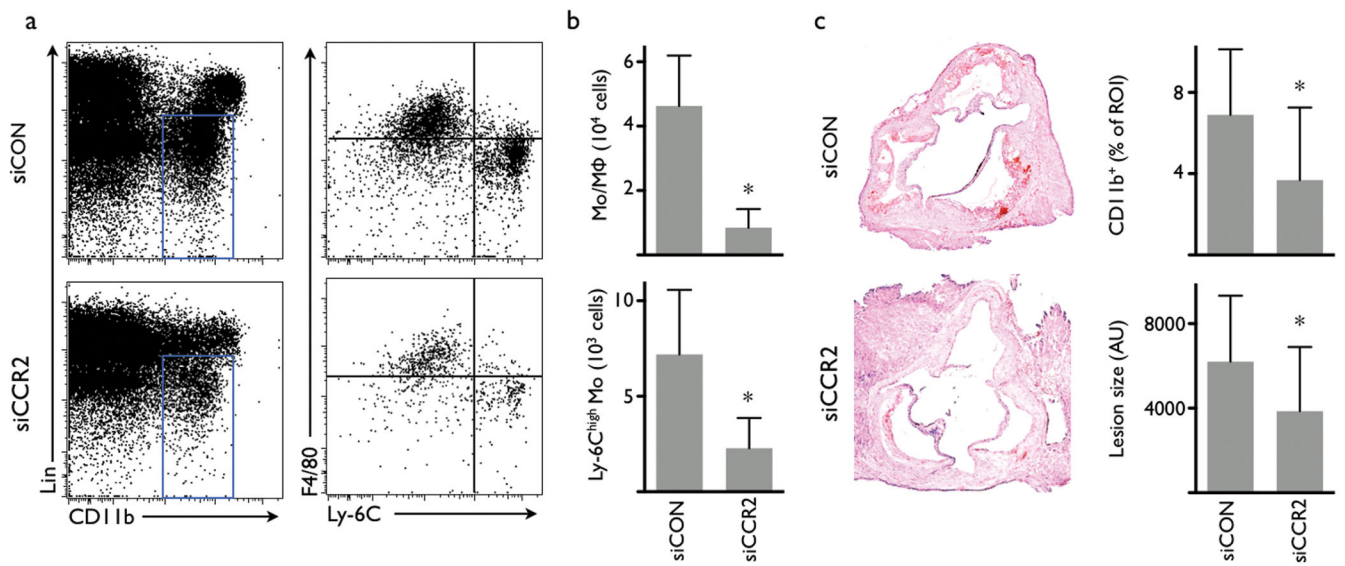 a
b
c
siCON
siCCR2
Lin
CD11b
F4/80
Ly-6C
Mo/MΦ (10⁴ cells)
6
4
2
*
Ly-6Cʰⁱᵍʰ Mo (10³ cells)
10
5
*
siCON
siCCR2
siCON
siCCR2
CD11b⁺ (% of ROI)
8
4
*
Lesion size (AU)
8000
4000
*
siCON
siCCR2